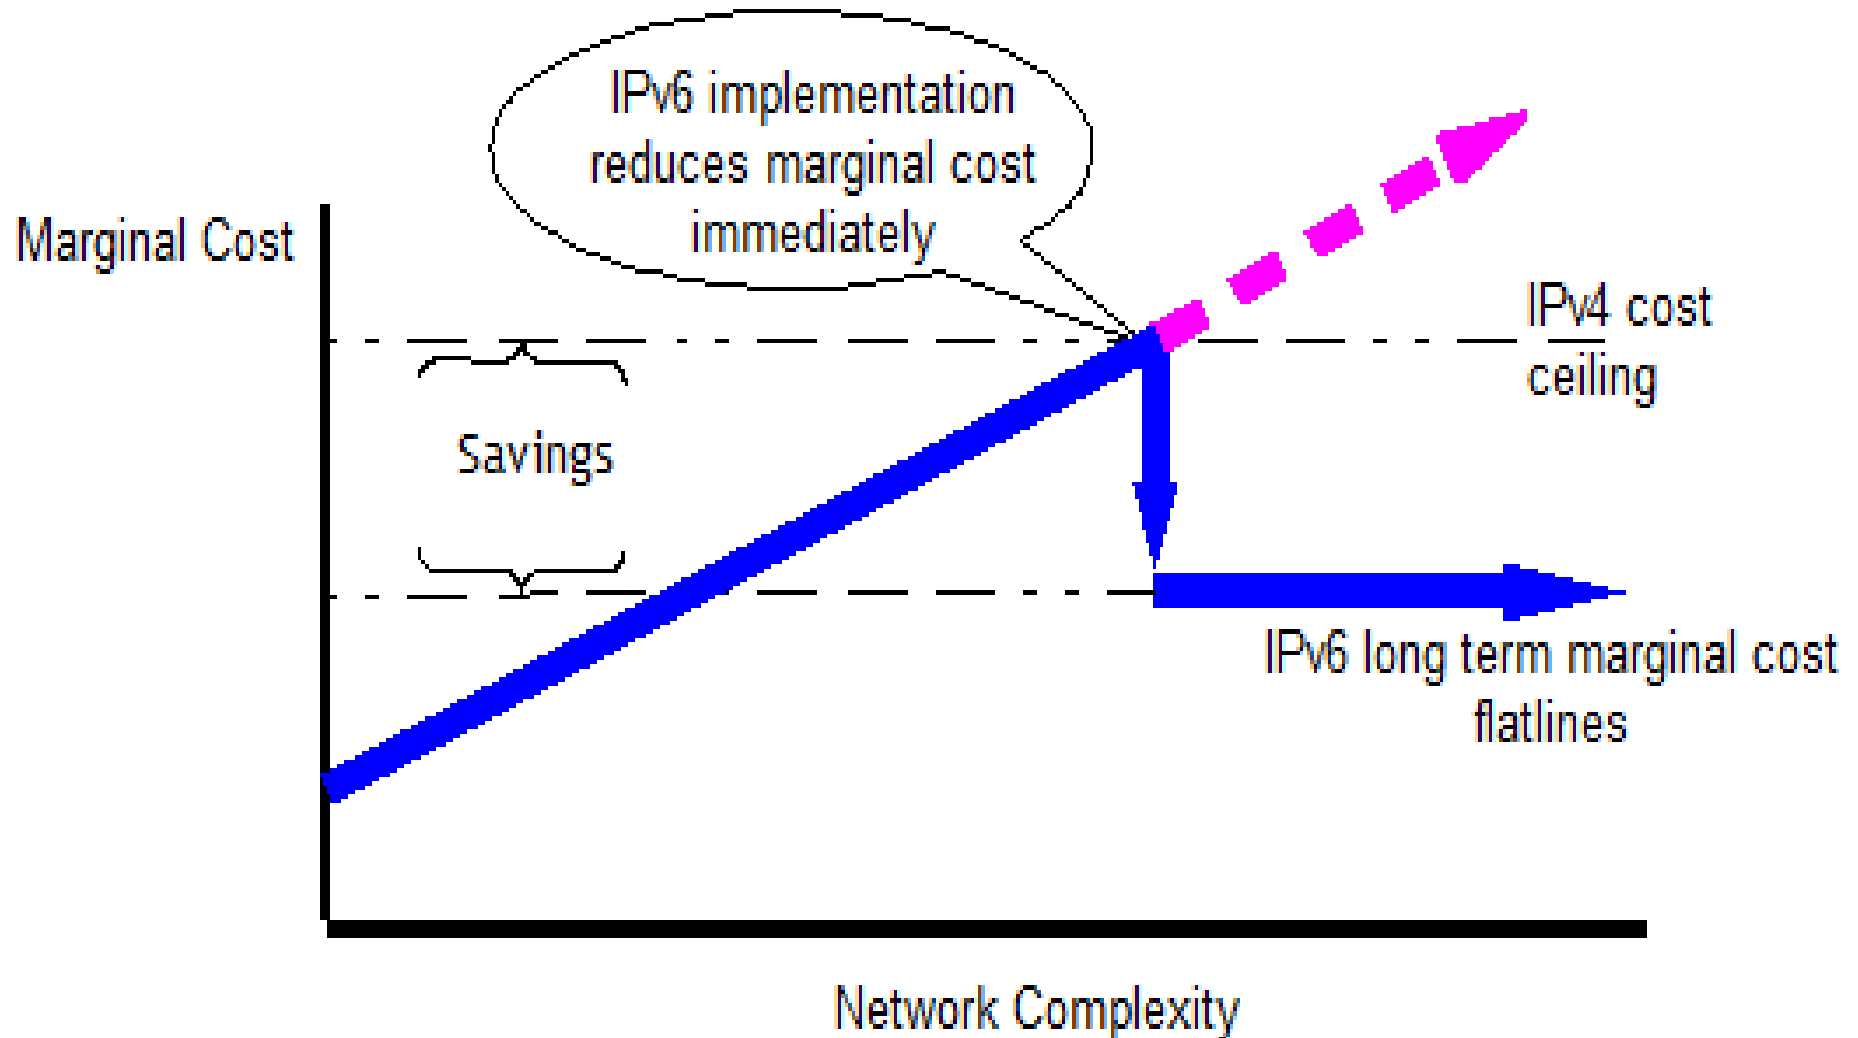 IPv6 implementation
reduces marginal cost
immediately
Marginal Cost
IPv4 cost
ceiling
Savings
IPv6 long term marginal cost
flatlines
Network Complexity